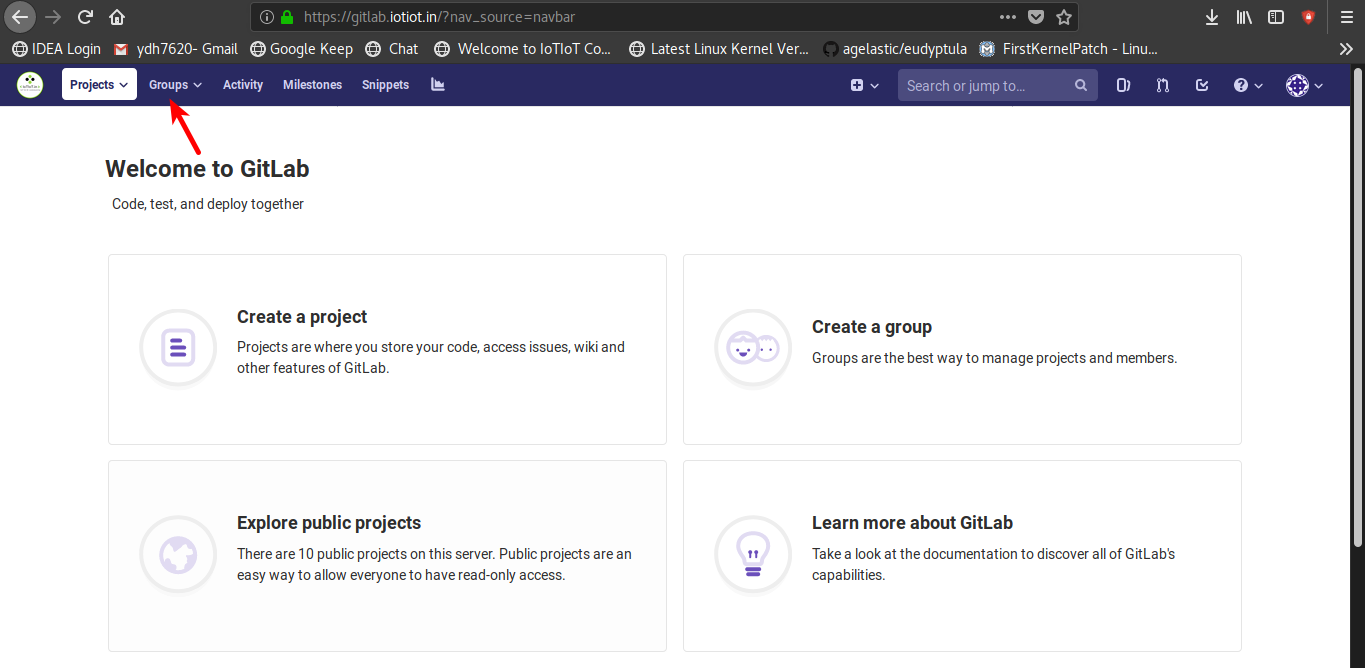 https://gitlab.iotiot.in/?nav_source=navbar
IDEA Login ydh7620- Gmail Google Keep Chat Welcome to IoTIoT Co... Latest Linux Kernel Ver... agelastic/eudyptula FirstKernelPatch - Linu...
Projects Groups Activity Milestones Snippets Search or jump to...
Welcome to GitLab
Code, test, and deploy together
Create a project
Projects are where you store your code, access issues, wiki and
other features of GitLab.
Create a group
Groups are the best way to manage projects and members.
Explore public projects
There are 10 public projects on this server. Public projects are an
easy way to allow everyone to have read-only access.
Learn more about GitLab
Take a look at the documentation to discover all of GitLab's
capabilities.